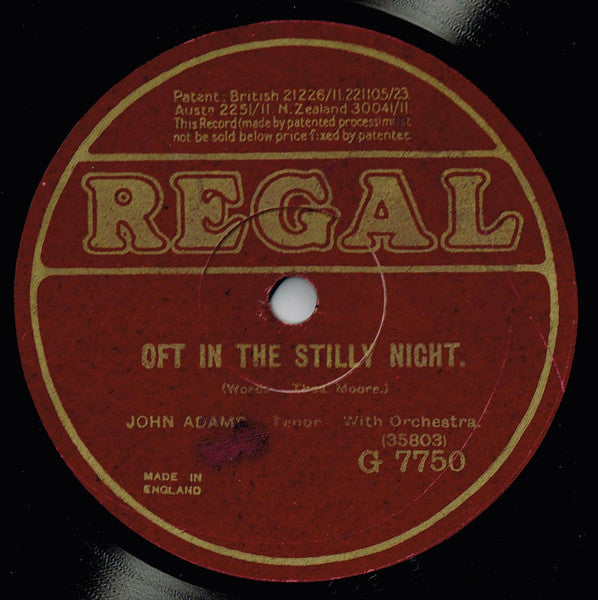 Patent: British 21226/11.221105/23.
Austn 2251/11. N. Zealand 30041/11.
This Record (made by patented process) must
not be sold below price fixed by patentee.
REGAL
OFT IN THE STILLY NIGHT.
(Words Thos. Moore.)
JOHN ADAMS Tenor With Orchestra.
(35803)
G 7750
MADE IN
ENGLAND